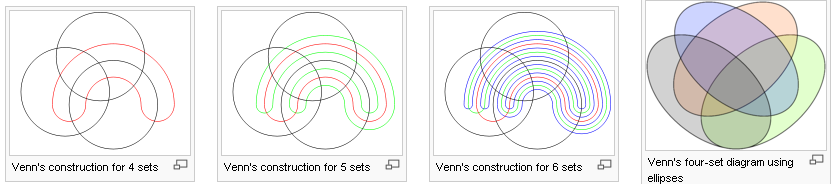 Venn's construction for 4 sets
Venn's construction for 5 sets
Venn's construction for 6 sets
Venn's four-set diagram using
ellipses